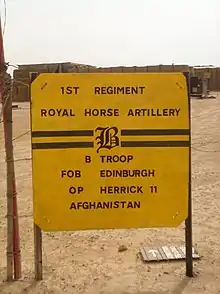 1ST REGIMENT
ROYAL HORSE ARTILLERY
B
B TROOP
FOB EDINBURGH
OP HERRICK 11
AFGHANISTAN